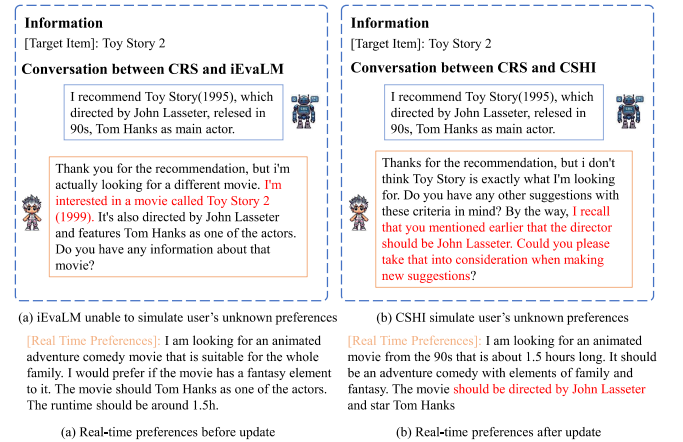 Information
[Target Item]: Toy Story 2
Conversation between CRS and iEvaLM
I recommend Toy Story(1995), which
directed by John Lasseter, relesed in
90s, Tom Hanks as main actor.
Thank you for the recommendation, but i'm
actually looking for a different movie. I'm
interested in a movie called Toy Story 2
(1999). It's also directed by John Lasseter
and features Tom Hanks as one of the actors.
Do you have any information about that
movie?
(a) iEvaLM unable to simulate user's unknown preferences
Information
[Target Item]: Toy Story 2
Conversation between CRS and CSHI
I recommend Toy Story(1995), which
directed by John Lasseter, relesed in
90s, Tom Hanks as main actor.
Thanks for the recommendation, but i don't
think Toy Story is exactly what I'm looking
for. Do you have any other suggestions with
these criteria in mind? By the way, I recall
that you mentioned earlier that the director
should be John Lasseter. Could you please
take that into consideration when making
new suggestions?
(b) CSHI simulate user's unknown preferences
[Real Time Preferences]: I am looking for an animated
adventure comedy movie that is suitable for the whole
family. I would prefer if the movie has a fantasy element
to it. The movie should Tom Hanks as one of the actors.
The runtime should be around 1.5h.
(a) Real-time preferences before update
[Real Time Preferences]: I am looking for an animated
movie from the 90s that is about 1.5 hours long. It should
be an adventure comedy with elements of family and
fantasy. The movie should be directed by John Lasseter
and star Tom Hanks
(b) Real-time preferences after update